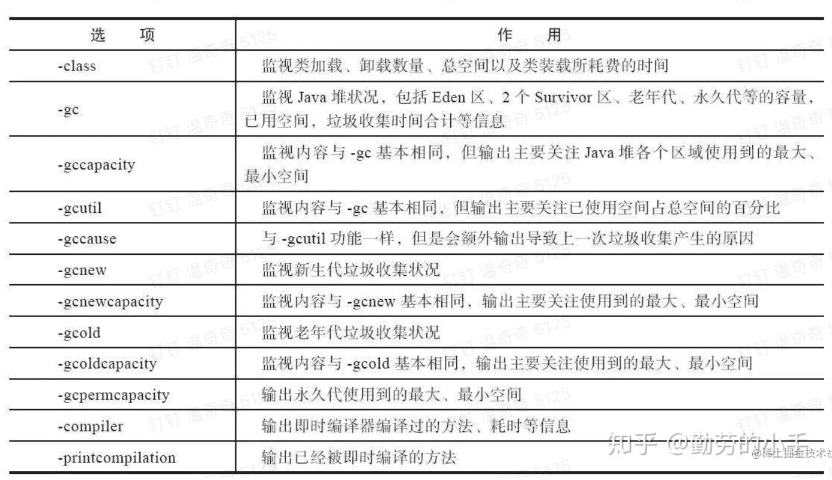 选 项 作 用
-class 监视类加载、卸载数量、总空间以及类装载所耗费的时间
-gc 监视 Java 堆状况，包括 Eden 区、2 个 Survivor 区、老年代、永久代等的容量，
已用空间，垃圾收集时间合计等信息
-gccapacity 监视内容与 -gc 基本相同，但输出主要关注 Java 堆各个区域使用到的最大、
最小空间
-gcutil 监视内容与 -gc 基本相同，但输出主要关注已使用空间占总空间的百分比
-gccause 与 -gcutil 功能一样，但是会额外输出导致上一次垃圾收集产生的原因
-gcnew 监视新生代垃圾收集状况
-gcnewcapacity 监视内容与 -gcnew 基本相同，输出主要关注使用到的最大、最小空间
-gcold 监视老年代垃圾收集状况
-gcoldcapacity 监视内容与 -gcold 基本相同，输出主要关注使用到的最大、最小空间
-gcpermcapacity 输出永久代使用到的最大、最小空间
-compiler 输出即时编译器编译过的方法、耗时等信息
-printcompilation 输出已经被即时编译的方法
知乎 @勤劳的小手
@稀土掘金技术社
钉钉 温奇奇 5125